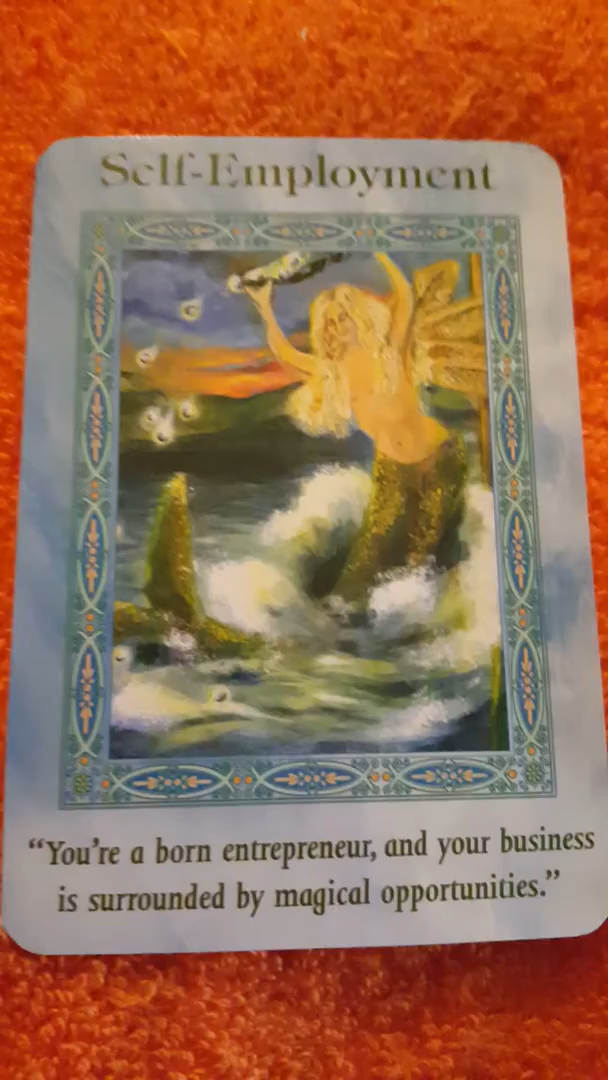 Self-Employment
“You’re a born entrepreneur, and your business
is surrounded by magical opportunities.”